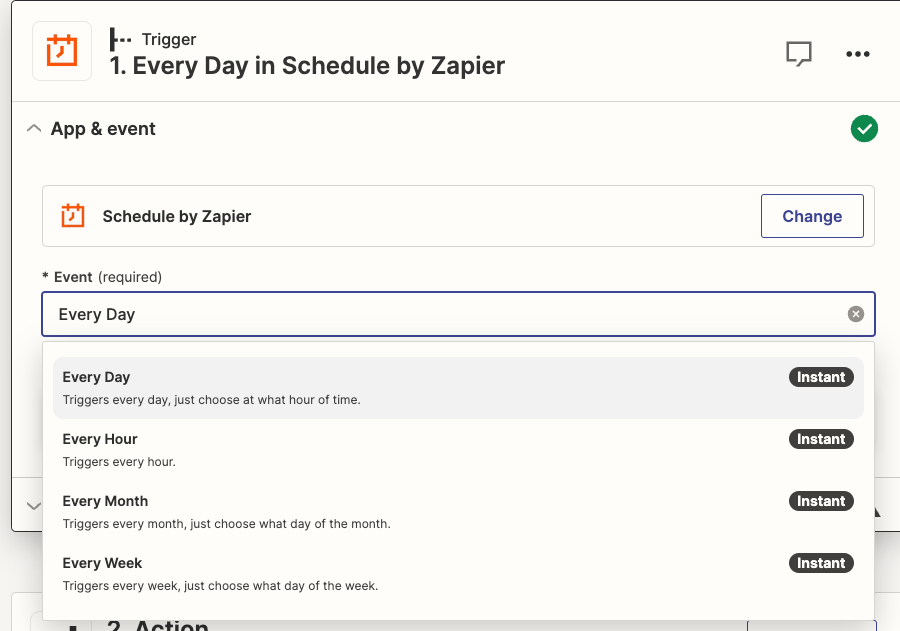 Trigger
1. Every Day in Schedule by Zapier
App & event
Schedule by Zapier
Change
* Event (required)
Every Day
Every Day
Instant
Triggers every day, just choose at what hour of time.
Every Hour
Instant
Triggers every hour.
Every Month
Instant
Triggers every month, just choose what day of the month.
Every Week
Instant
Triggers every week, just choose what day of the week.
2. Action